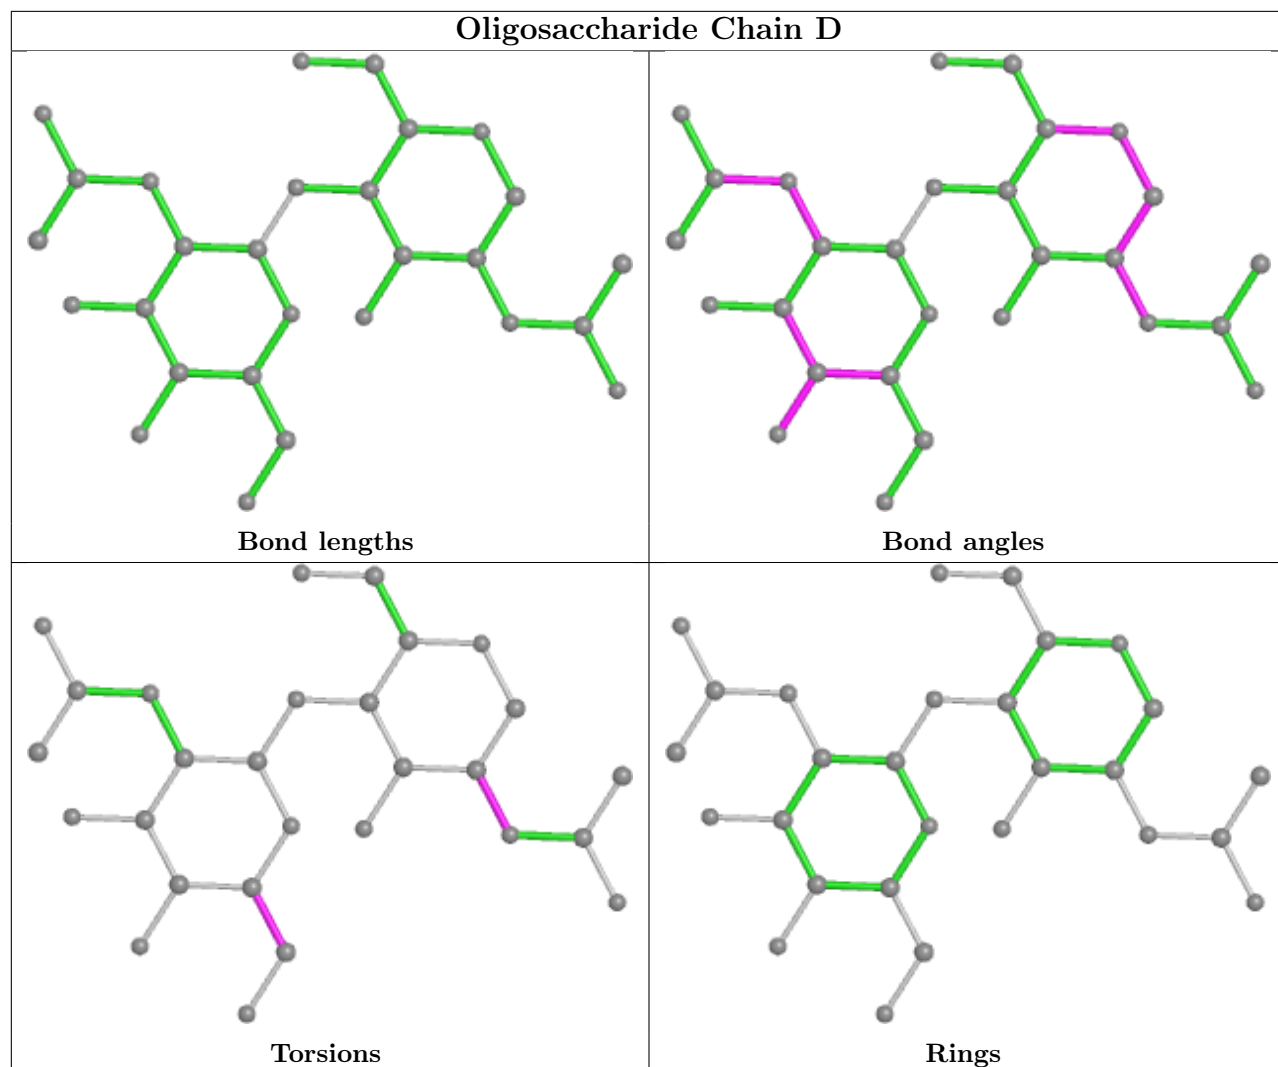 Oligosaccharide Chain D
Bond lengths
Bond angles
Torsions
Rings